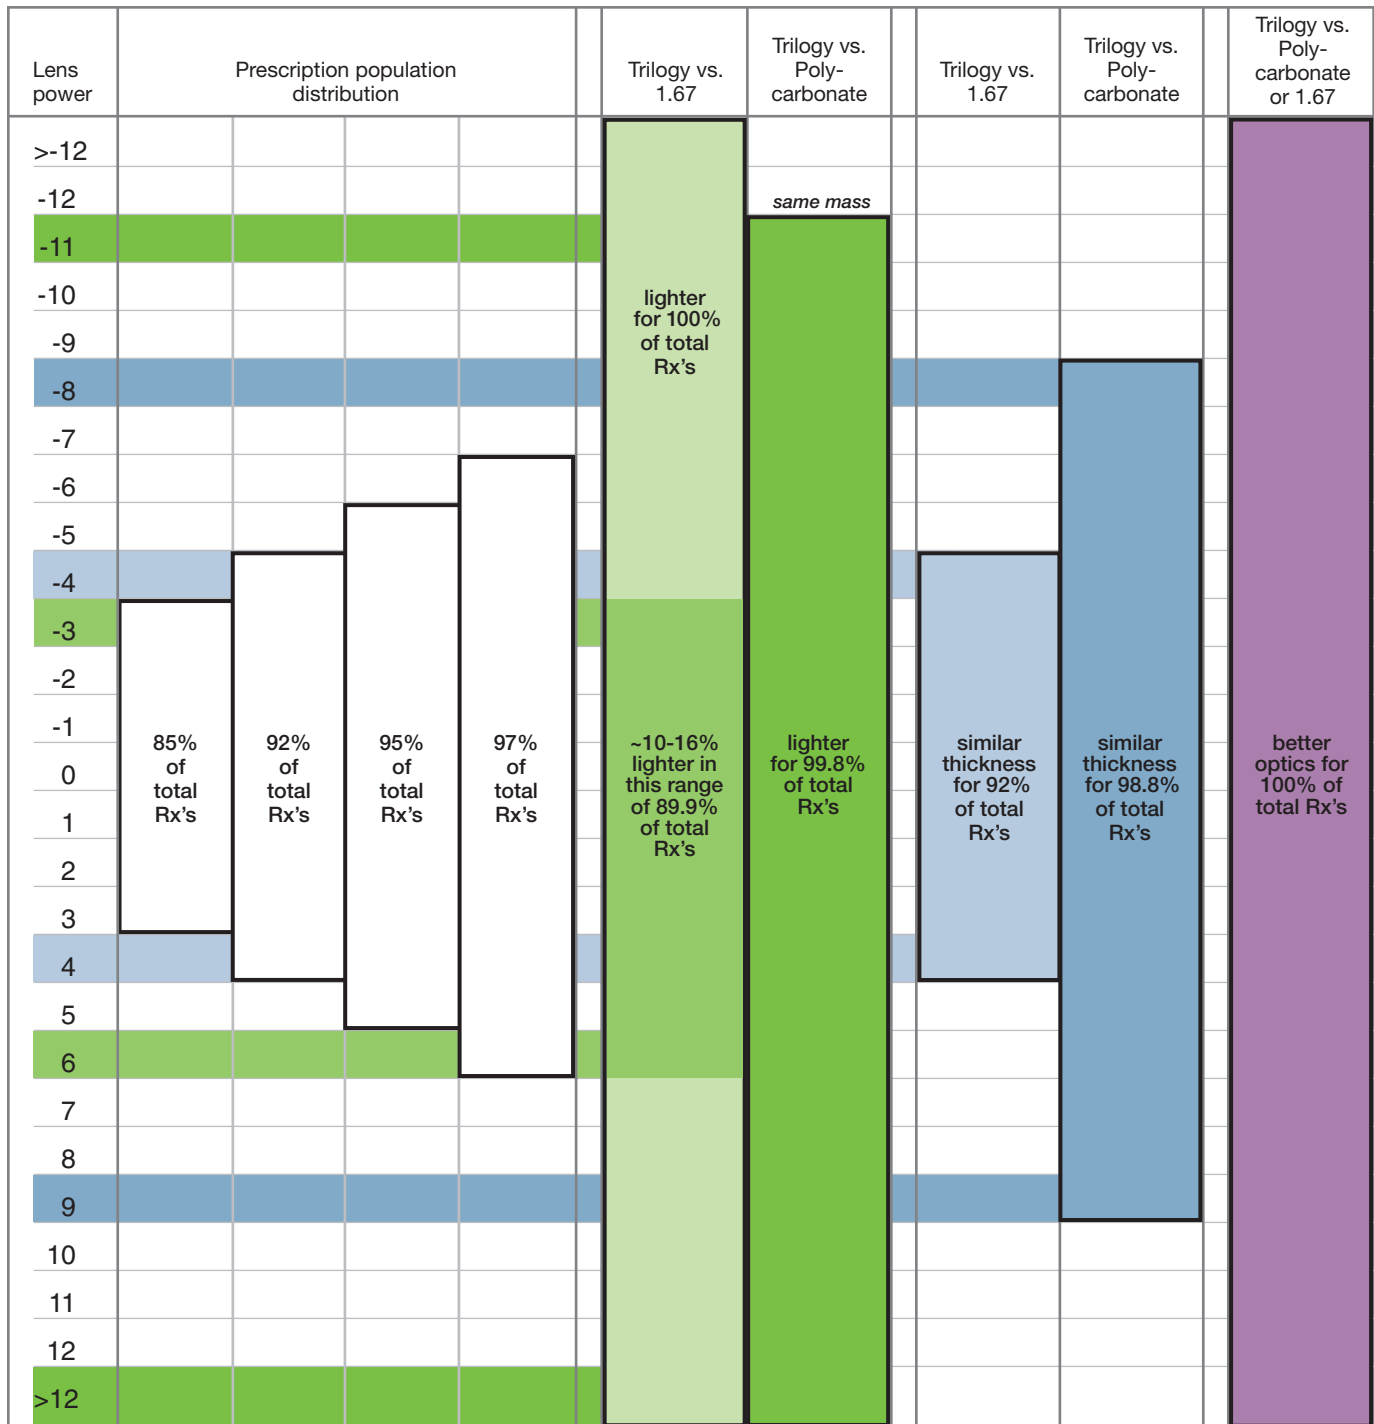 Lens
power
Prescription population
distribution
Trilogy vs.
1.67
Trilogy vs.
Poly-
carbonate
Trilogy vs.
1.67
Trilogy vs.
Poly-
carbonate
Trilogy vs.
Poly-
carbonate
or 1.67
>-12
-12
-11
-10
-9
-8
-7
-6
-5
-4
-3
-2
-1
0
1
2
3
4
5
6
7
8
9
10
11
12
>12
85%
of
total
Rx’s
92%
of
total
Rx’s
95%
of
total
Rx’s
97%
of
total
Rx’s
lighter
for 100%
of total
Rx’s
~10-16%
lighter in
this range
of 89.9%
of total
Rx’s
same mass
lighter
for 99.8%
of total
Rx’s
similar
thickness
for 92%
of total
Rx’s
similar
thickness
for 98.8%
of total
Rx’s
better
optics for
100% of
total Rx’s